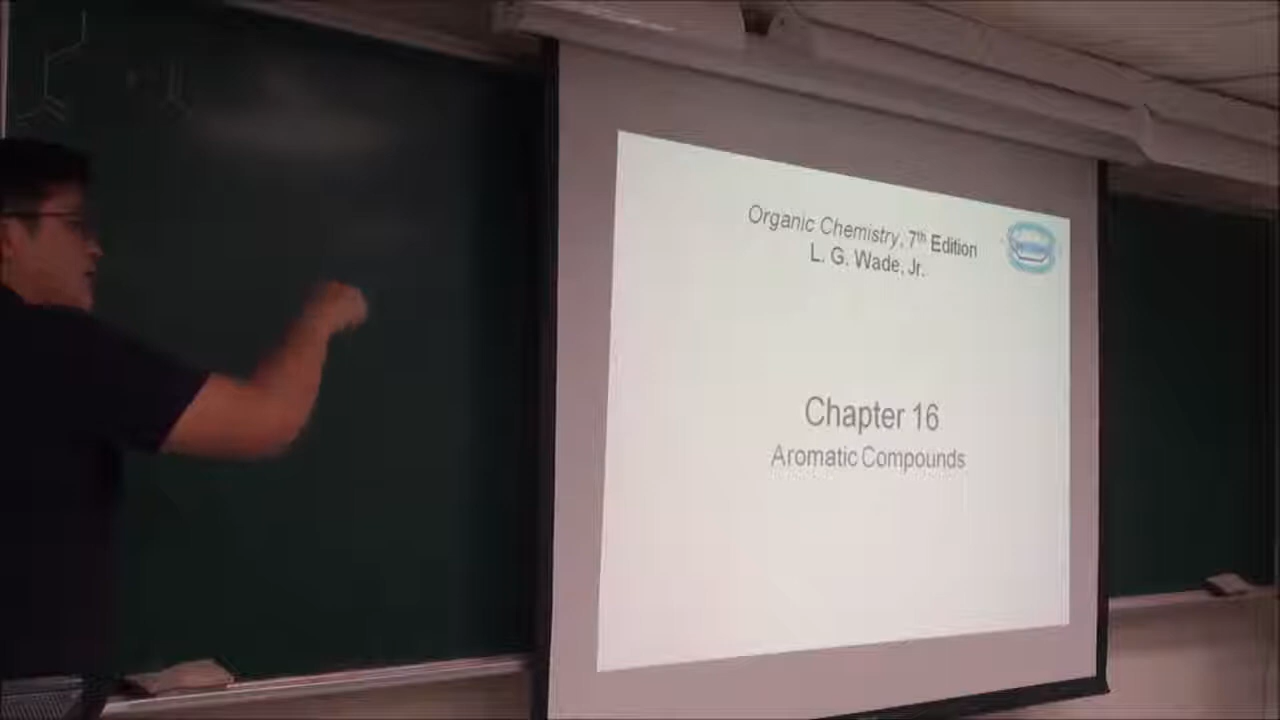 Organic Chemistry, 7th Edition
L. G. Wade, Jr.
Chapter 16
Aromatic Compounds